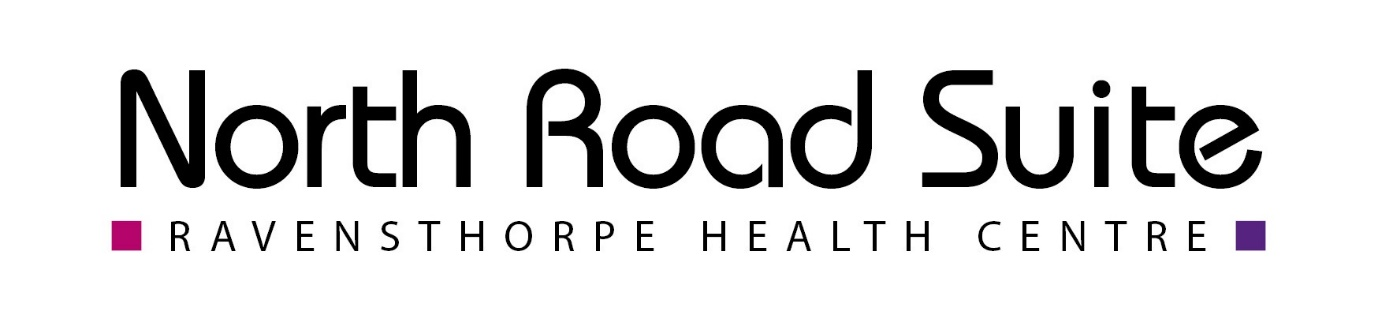 North Road Suite
RAVENSTHORPE HEALTH CENTRE